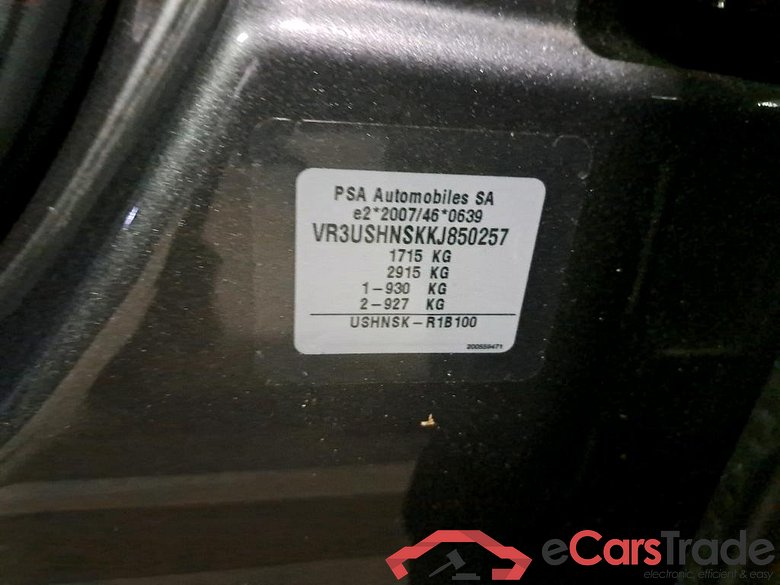 PSA Automobiles SA
e2*2007/46*0639
VR3USHNSKKJ850257
1715 KG
2915 KG
1-930 KG
2-927 KG
USHNSK-R1B100
200559471
eCarsTrade
electronic, efficient & easy